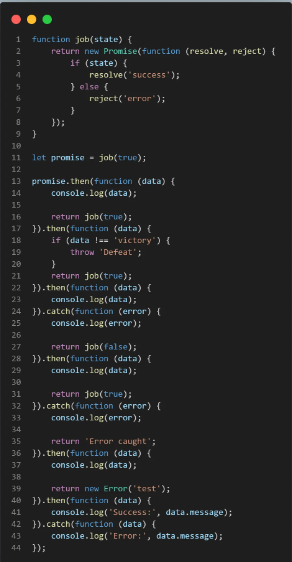 1 function job(state) {
2     return new Promise(function (resolve, reject) {
3         if (state) {
4             resolve('success');
5         } else {
6             reject('error');
7         }
8     });
9 }
10
11 let promise = job(true);
12
13 promise.then(function (data) {
14     console.log(data);
15
16     return job(true);
17 }).then(function (data) {
18     if (data !== 'victory') {
19         throw 'Defeat';
20     }
21     return job(true);
22 }).then(function (data) {
23     console.log(data);
24 }).catch(function (error) {
25     console.log(error);
26
27     return job(false);
28 }).then(function (data) {
29     console.log(data);
30
31     return job(true);
32 }).catch(function (error) {
33     console.log(error);
34
35     return 'Error caught';
36 }).then(function (data) {
37     console.log(data);
38
39     return new Error('test');
40 }).then(function (data) {
41     console.log('Success:', data.message);
42 }).catch(function (data) {
43     console.log('Error:', data.message);
44 });